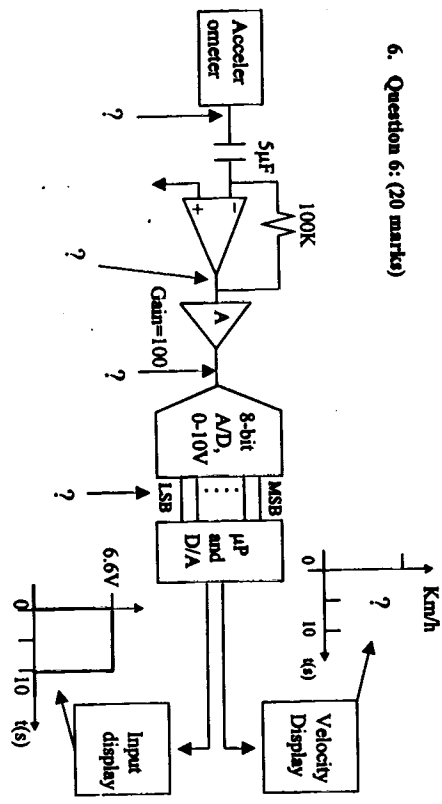 6. Question 6: (20 marks)
Acceler
ometer
?
5µF
100K
−
+
?
A
Gain=100
?
8-bit
A/D,
0-10V
MSB
LSB
?
µP
and
D/A
Km/h
0
?
10
t(s)
Velocity
Display
6.6V
0
10
t(s)
Input
display